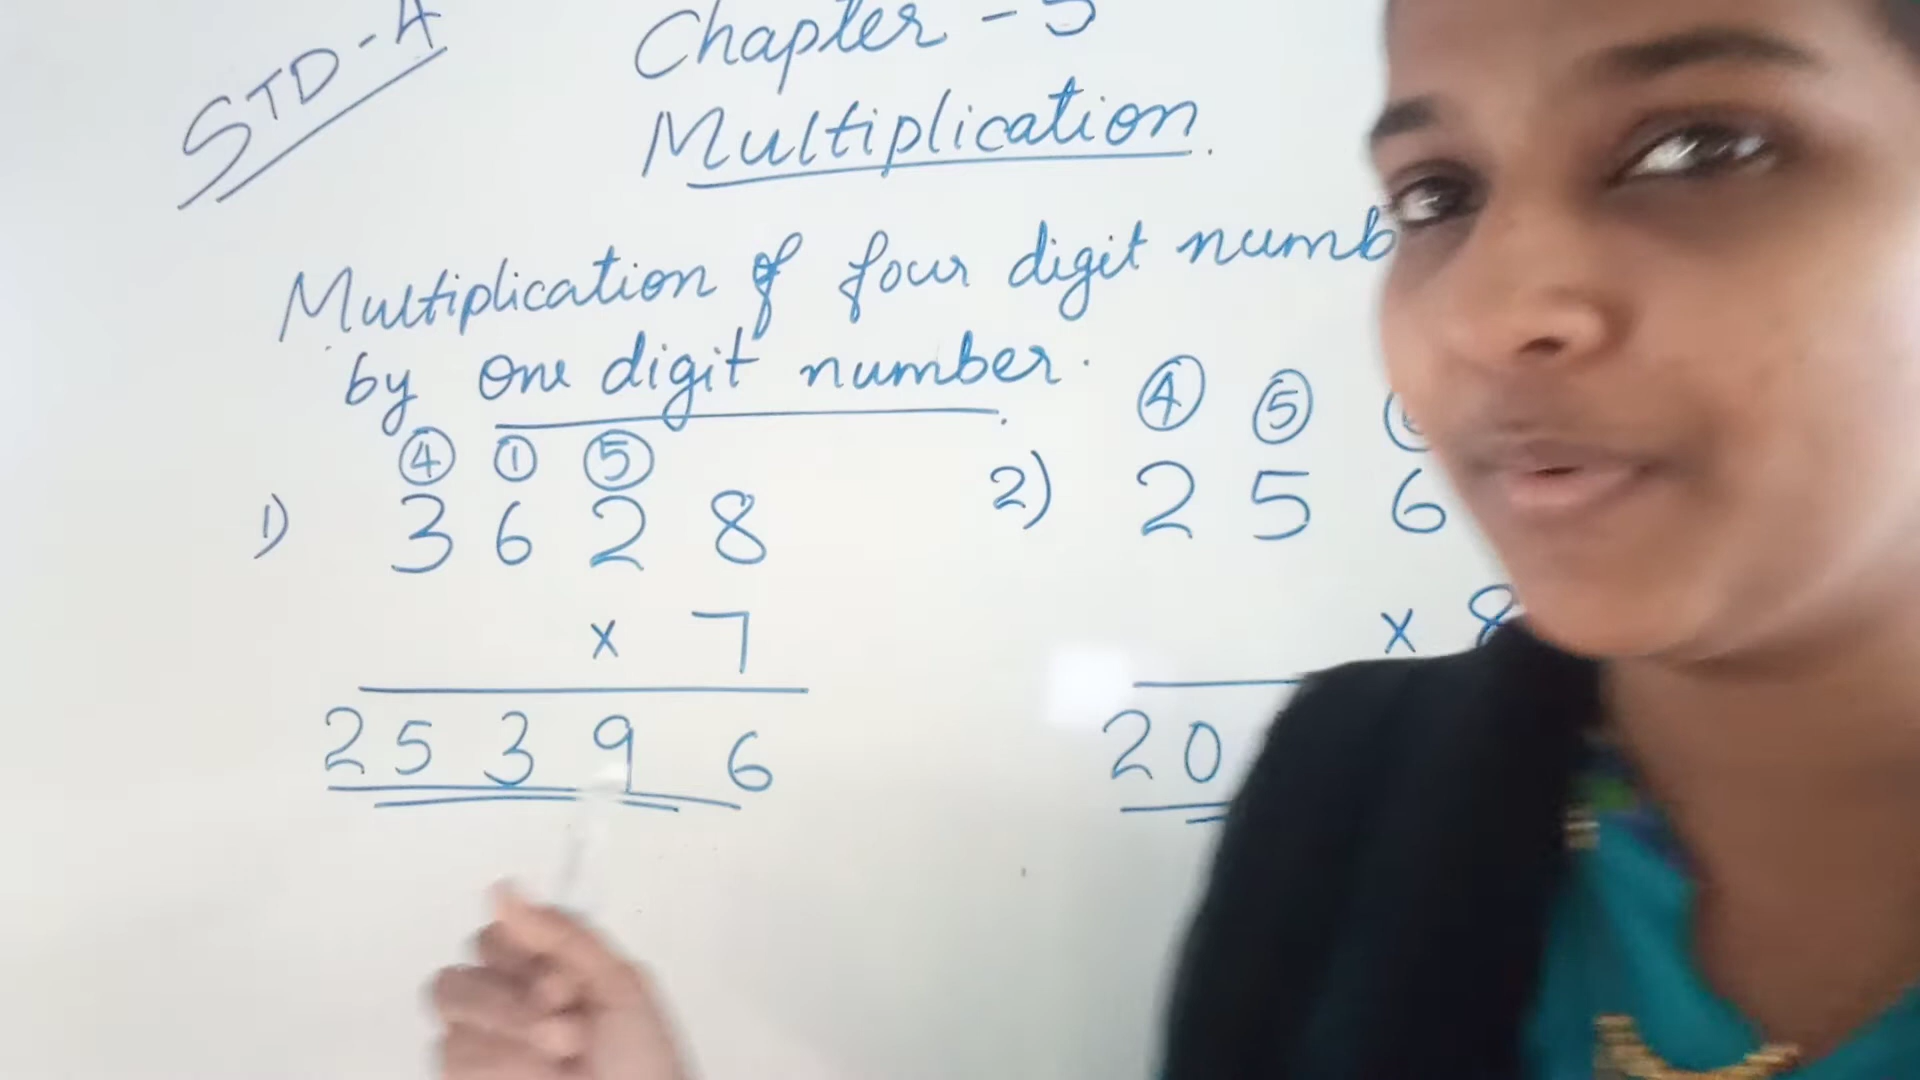 STD-4
Chapter - 5
Multiplication.
Multiplication of four digit numb
by one digit number.
④ ① ⑤
1) 3 6 2 8
x 7
2 5 3 9 6
④ ⑤
2) 2 5 6
x 8
2 0